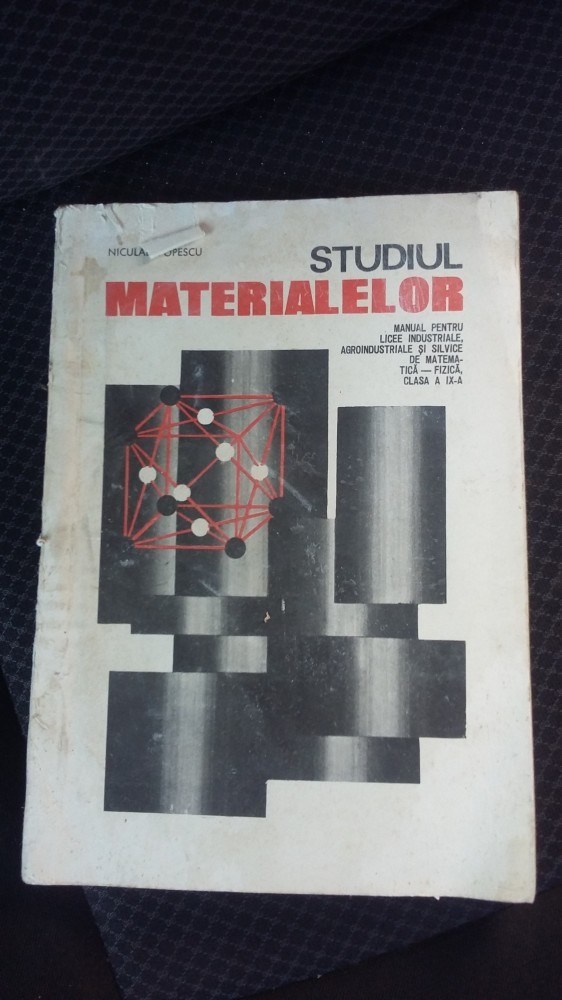 STUDIUL
MATERIALELOR
MANUAL PENTRU
LICEE INDUSTRIALE,
AGROINDUSTRIALE ȘI SILVICE
DE MATEMA-
TICĂ — FIZICĂ,
CLASA A IX-A